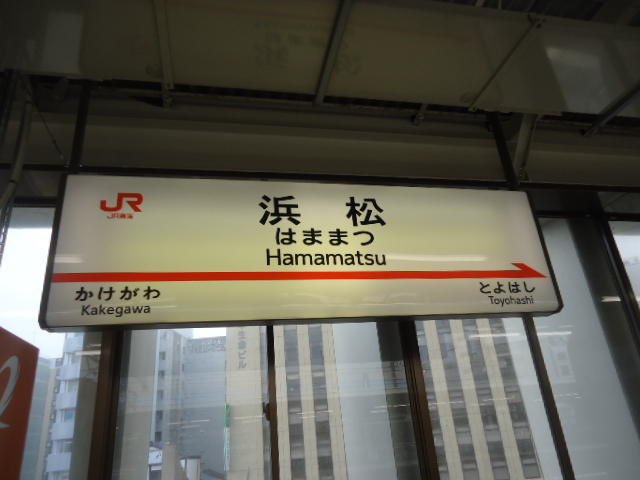 JR
JR東海
浜 松
はままつ
Hamamatsu
かけがわ
Kakegawa
とよはし
Toyohashi